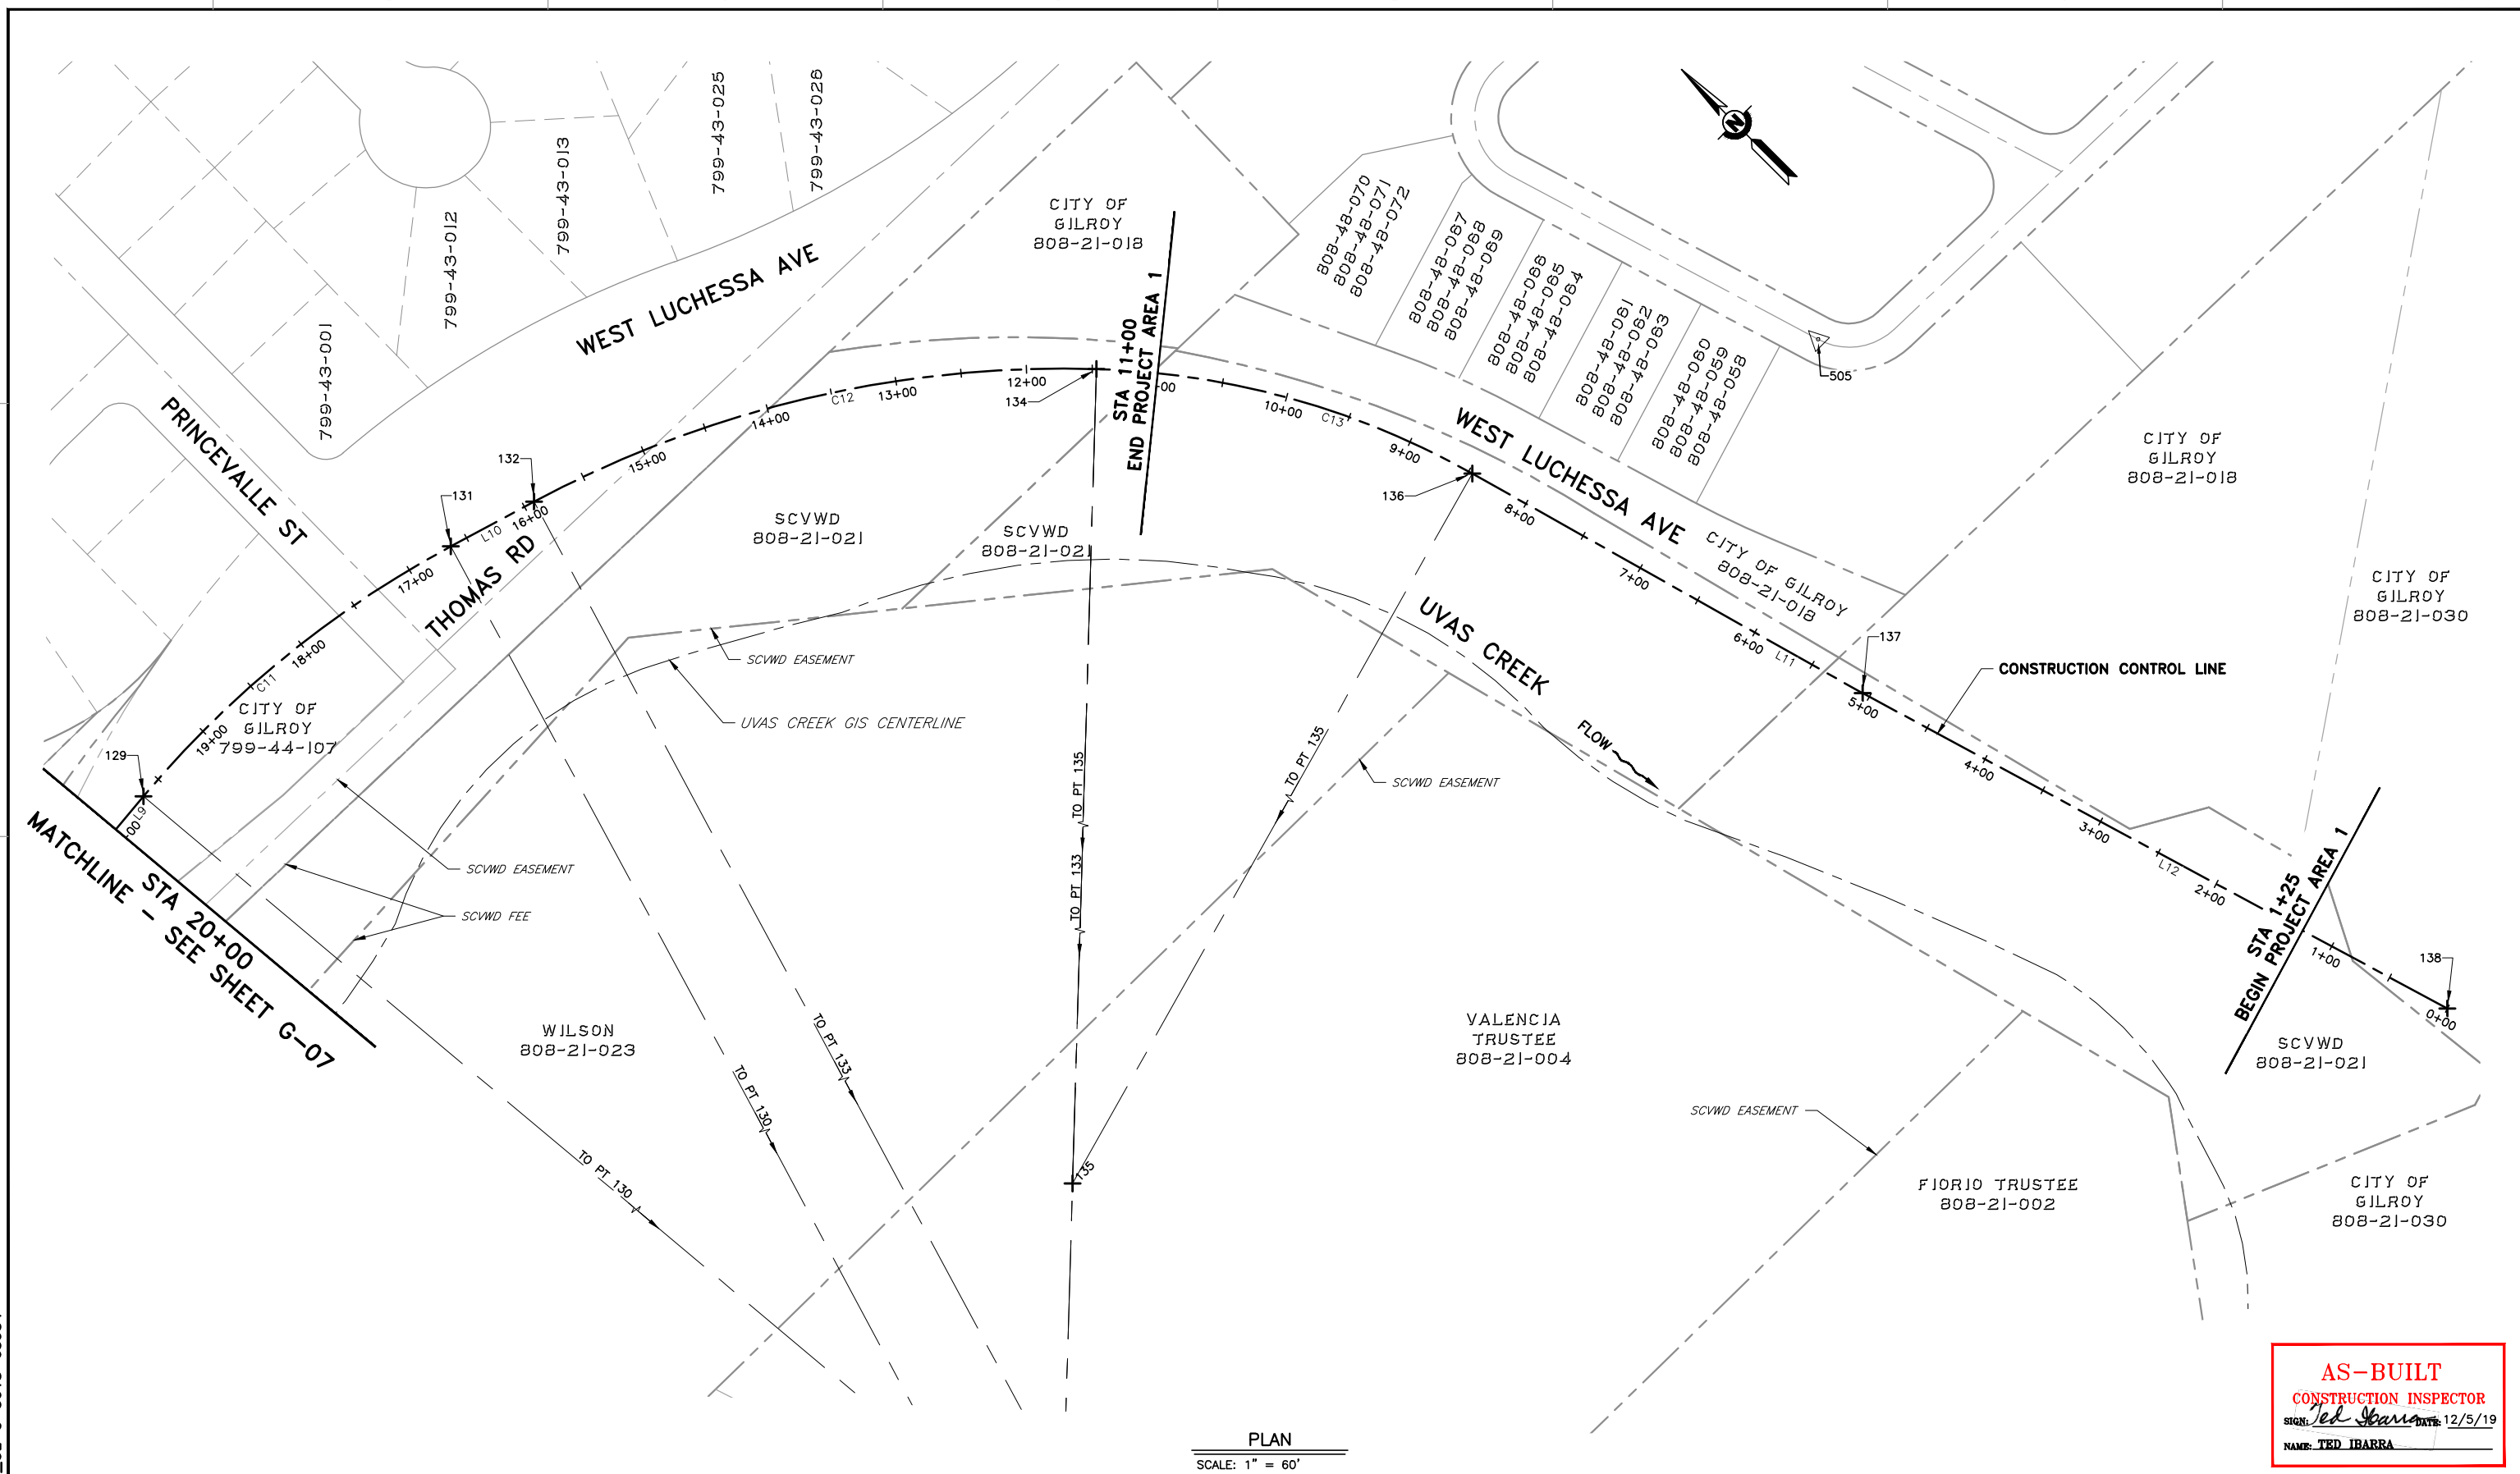 799-43-025
799-43-026
799-43-013
799-43-012
799-43-001
CITY OF
GILROY
808-21-018
WEST LUCHESSA AVE
PRINCEVALLE ST
THOMAS RD
STA 11+00
END PROJECT AREA 1
808-48-070
808-48-071
808-48-072
808-48-067
808-48-068
808-48-069
808-48-066
808-48-065
808-48-064
808-48-061
808-48-062
808-48-063
808-48-060
808-48-059
808-48-058
N
505
WEST LUCHESSA AVE
CITY OF GILROY
808-21-018
CITY OF
GILROY
808-21-018
CITY OF
GILROY
808-21-030
129
131
132
134
136
137
138
135
L9
C11
L10
C12
C13
L11
L12
00
19+00
18+00
17+00
16+00
15+00
14+00
13+00
12+00
00
10+00
9+00
8+00
7+00
6+00
5+00
4+00
3+00
2+00
1+00
0+00
SCVWD
808-21-021
SCVWD
808-21-021
UVAS CREEK
FLOW
CONSTRUCTION CONTROL LINE
SCVWD EASEMENT
UVAS CREEK GIS CENTERLINE
CITY OF
GILROY
799-44-107
SCVWD EASEMENT
SCVWD FEE
SCVWD EASEMENT
SCVWD EASEMENT
STA 20+00
MATCHLINE - SEE SHEET G-07
TO PT 135
TO PT 133
TO PT 135
TO PT 133
TO PT 130
TO PT 130
WILSON
808-21-023
VALENCIA
TRUSTEE
808-21-004
FIORIO TRUSTEE
808-21-002
STA 1+25
BEGIN PROJECT AREA 1
SCVWD
808-21-021
CITY OF
GILROY
808-21-030
PLAN
SCALE: 1" = 60'
AS-BUILT
CONSTRUCTION INSPECTOR
SIGN: Ted Ibarra DATE: 12/5/19
NAME: TED IBARRA